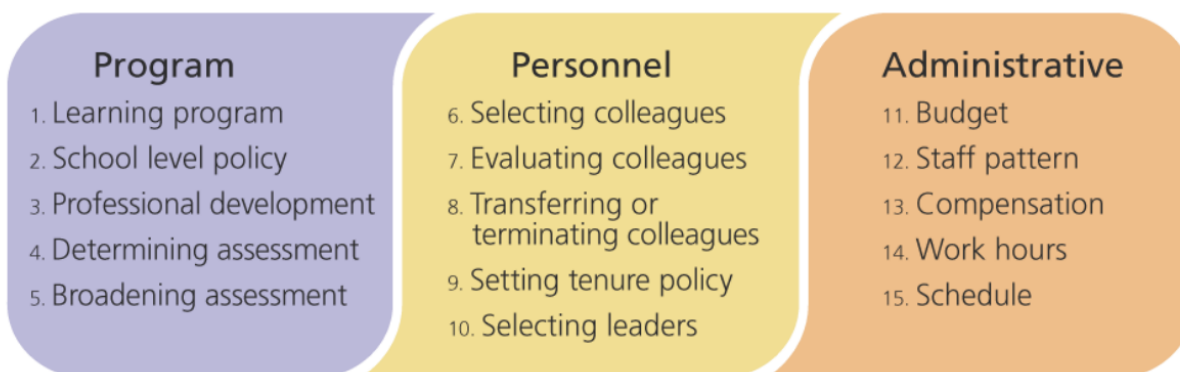 Program
1. Learning program
2. School level policy
3. Professional development
4. Determining assessment
5. Broadening assessment
Personnel
6. Selecting colleagues
7. Evaluating colleagues
8. Transferring or
terminating colleagues
9. Setting tenure policy
10. Selecting leaders
Administrative
11. Budget
12. Staff pattern
13. Compensation
14. Work hours
15. Schedule